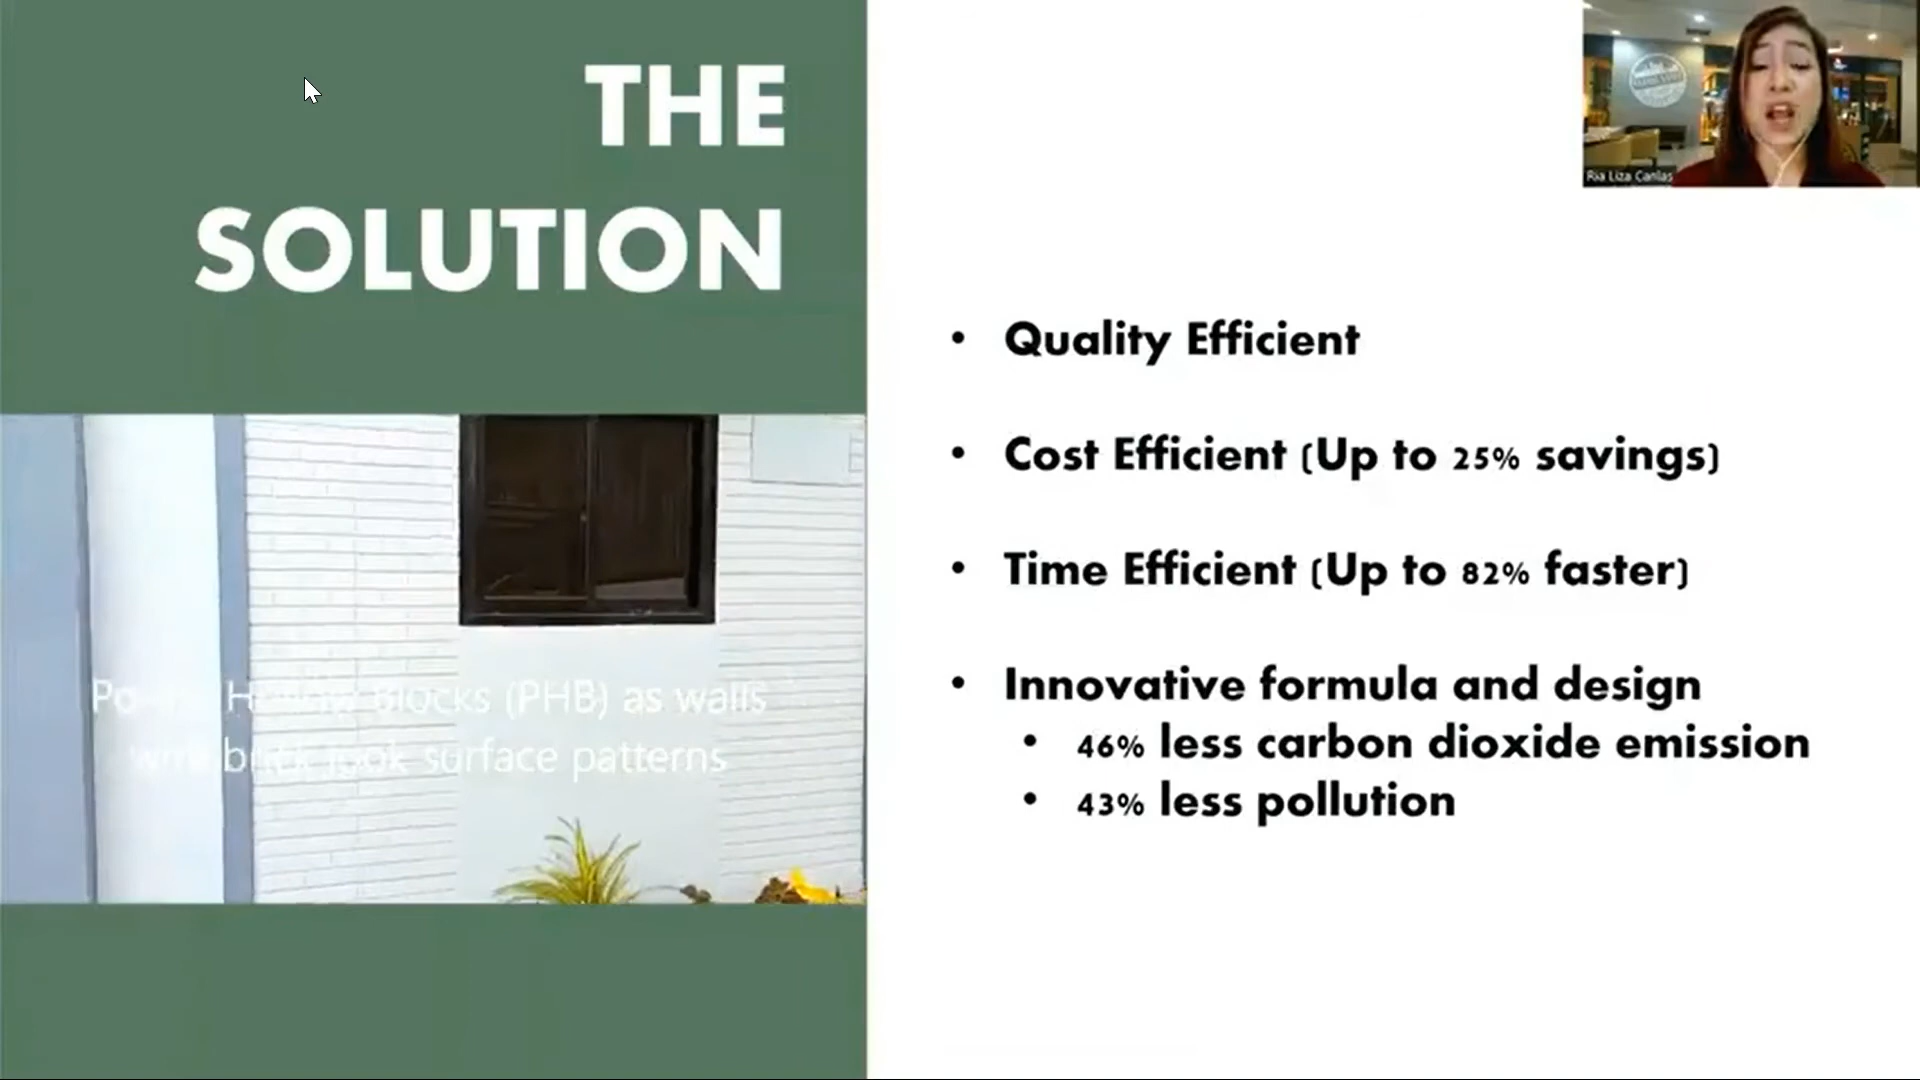 THE
SOLUTION
Hollow Blocks (PHB) as walls
with brick look surface patterns
• Quality Efficient
• Cost Efficient (Up to 25% savings)
• Time Efficient (Up to 82% faster)
• Innovative formula and design
• 46% less carbon dioxide emission
• 43% less pollution
Ria Liza Canlas